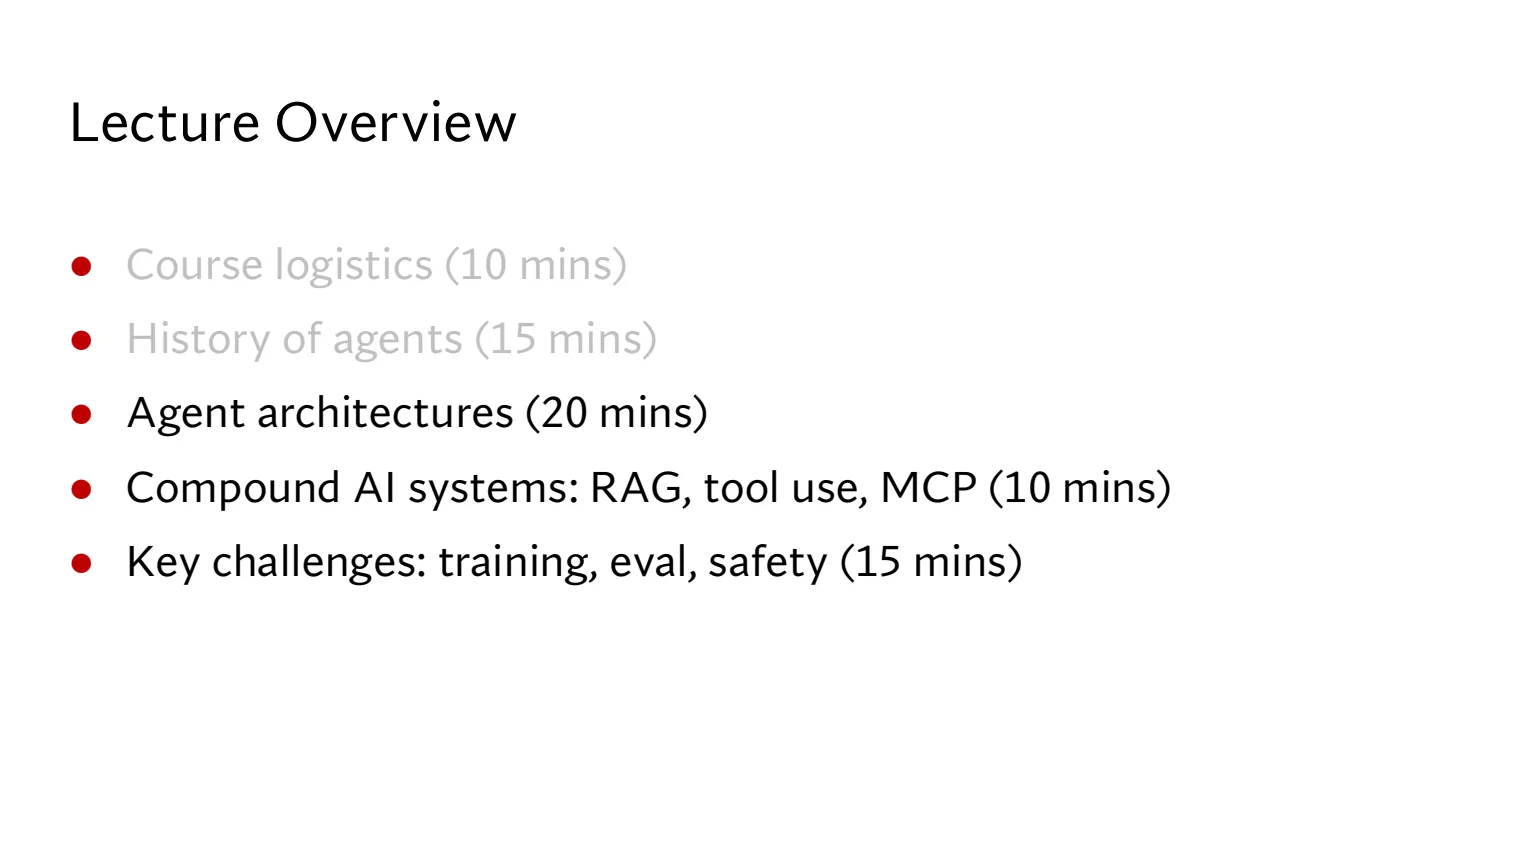 Lecture Overview
● Course logistics (10 mins)
● History of agents (15 mins)
● Agent architectures (20 mins)
● Compound AI systems: RAG, tool use, MCP (10 mins)
● Key challenges: training, eval, safety (15 mins)